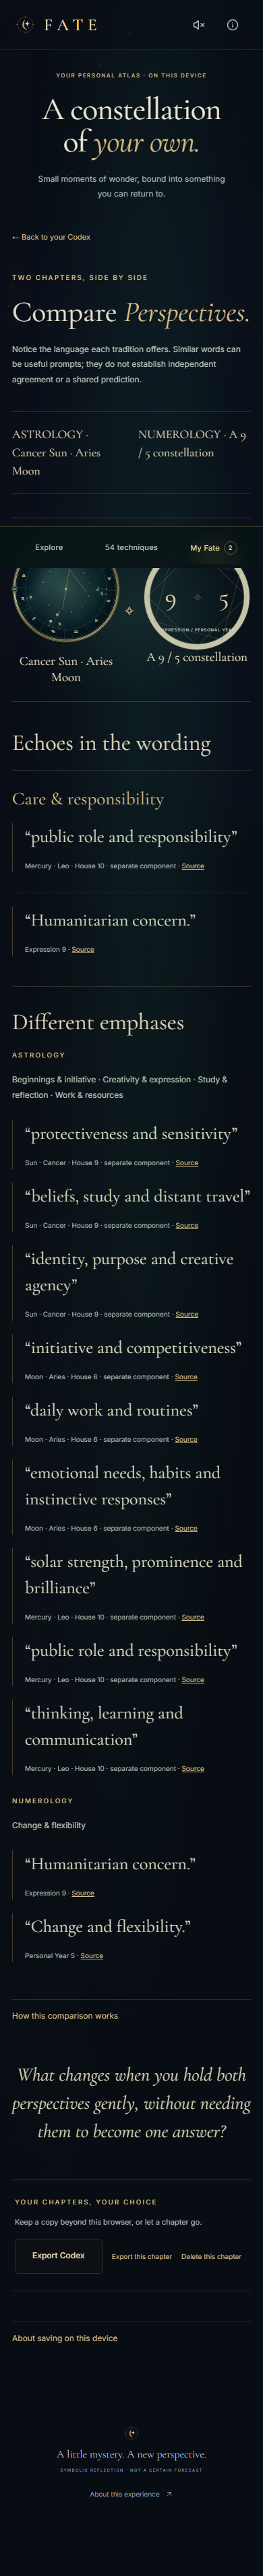 FATE
YOUR PERSONAL ATLAS · ON THIS DEVICE
A constellation
of your own.
Small moments of wonder, bound into something
you can return to.
← Back to your Codex
TWO CHAPTERS, SIDE BY SIDE
Compare Perspectives.
Notice the language each tradition offers. Similar words can
be useful prompts; they do not establish independent
agreement or a shared prediction.
ASTROLOGY ·
Cancer Sun · Aries
Moon
NUMEROLOGY · A 9
/ 5 constellation
Explore
54 techniques
My Fate 2
9 5
EXPRESSION / PERSONAL YEAR
Cancer Sun · Aries
Moon
A 9 / 5 constellation
Echoes in the wording
Care & responsibility
“public role and responsibility”
Mercury · Leo · House 10 · separate component · Source
“Humanitarian concern.”
Expression 9 · Source
Different emphases
ASTROLOGY
Beginnings & initiative · Creativity & expression · Study &
reflection · Work & resources
“protectiveness and sensitivity”
Sun · Cancer · House 9 · separate component · Source
“beliefs, study and distant travel”
Sun · Cancer · House 9 · separate component · Source
“identity, purpose and creative
agency”
Sun · Cancer · House 9 · separate component · Source
“initiative and competitiveness”
Moon · Aries · House 6 · separate component · Source
“daily work and routines”
Moon · Aries · House 6 · separate component · Source
“emotional needs, habits and
instinctive responses”
Moon · Aries · House 6 · separate component · Source
“solar strength, prominence and
brilliance”
Mercury · Leo · House 10 · separate component · Source
“public role and responsibility”
Mercury · Leo · House 10 · separate component · Source
“thinking, learning and
communication”
Mercury · Leo · House 10 · separate component · Source
NUMEROLOGY
Change & flexibility
“Humanitarian concern.”
Expression 9 · Source
“Change and flexibility.”
Personal Year 5 · Source
How this comparison works
What changes when you hold both
perspectives gently, without needing
them to become one answer?
YOUR CHAPTERS, YOUR CHOICE
Keep a copy beyond this browser, or let a chapter go.
Export Codex
Export this chapter
Delete this chapter
About saving on this device
A little mystery. A new perspective.
SYMBOLIC REFLECTION · NOT A CERTAIN FORECAST
About this experience ↗